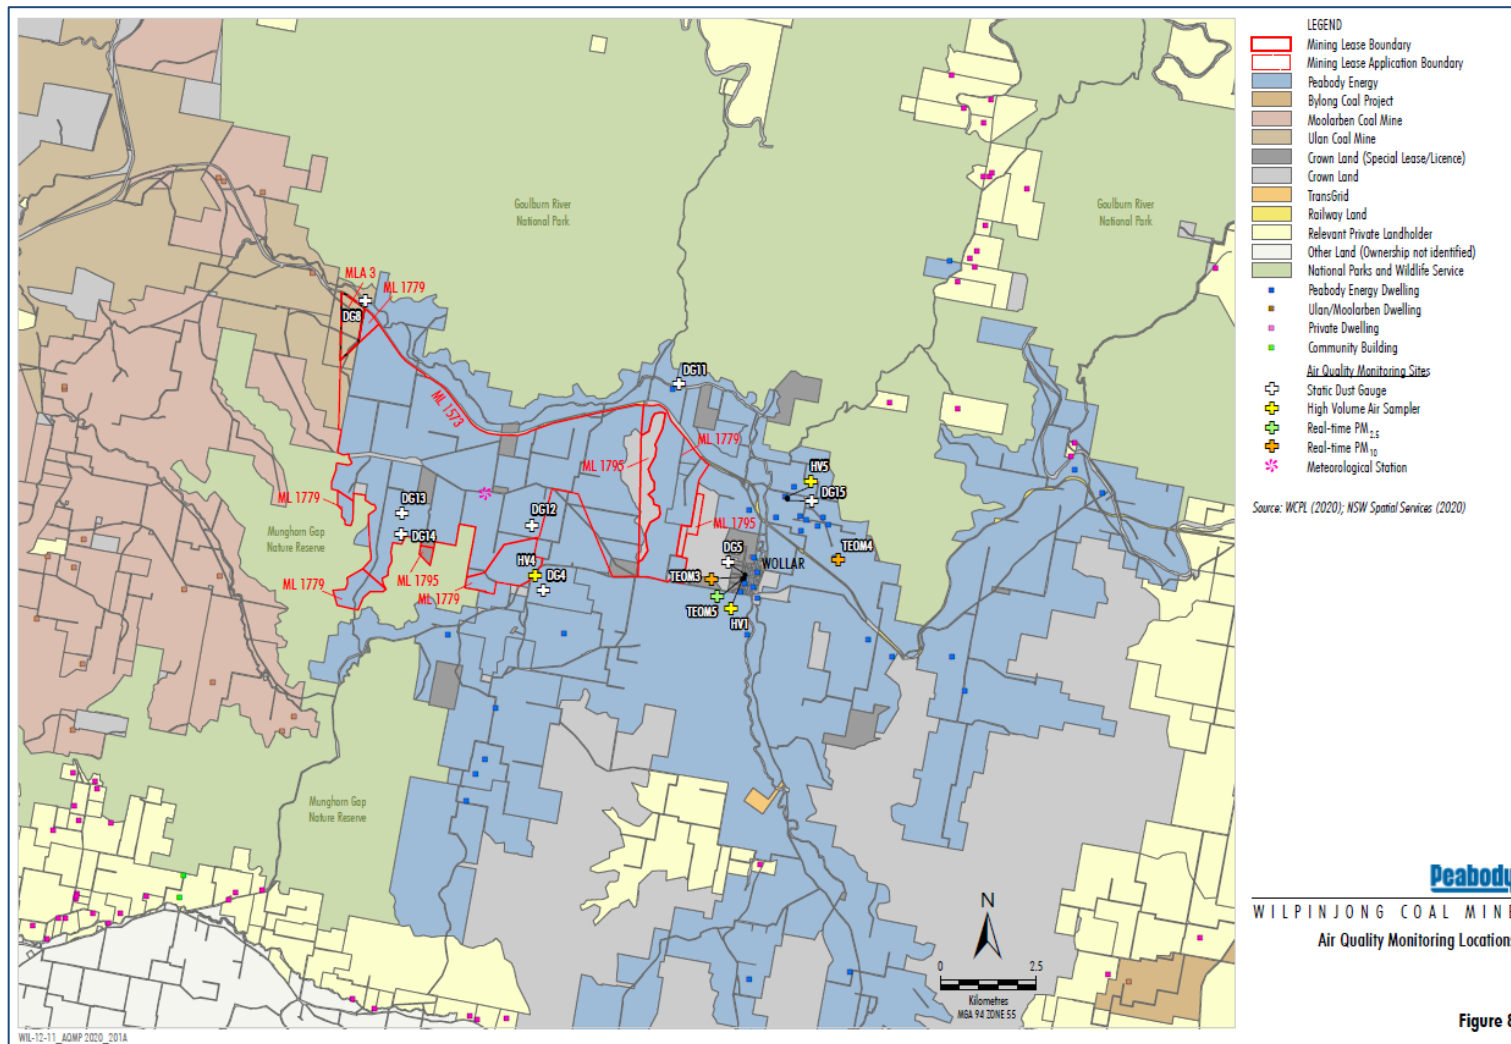 LEGEND
Mining Lease Boundary
Mining Lease Application Boundary
Peabody Energy
Bylong Coal Project
Moolarben Coal Mine
Ulan Coal Mine
Crown Land (Special Lease/Licence)
Crown Land
TransGrid
Railway Land
Relevant Private Landholder
Other Land (Ownership not identified)
National Parks and Wildlife Service
Peabody Energy Dwelling
Ulan/Moolarben Dwelling
Private Dwelling
Community Building
Air Quality Monitoring Sites
Static Dust Gauge
High Volume Air Sampler
Real-time PM2.5
Real-time PM10
Meteorological Station
Source: WCPL (2020); NSW Spatial Services (2020)
Goulburn River
National Park
Goulburn River
National Park
MLA 3
ML 1779
DG8
DG11
ML 1573
ML 1779
ML 1795
HV5
DG15
ML 1779
DG13
DG12
ML 1795
Munghorn Gap
Nature Reserve
DG14
DG5
WOLLAR
TEOM4
HV4
TEOM3
ML 1779
ML 1795
DG4
ML 1779
TEOM5
HV1
Munghorn Gap
Nature Reserve
N
0
2.5
Kilometres
MGA 94 ZONE 55
Peabody
WILPINJONG COAL MINE
Air Quality Monitoring Locations
Figure 8
WIL-12-11_AQMP 2020_201A